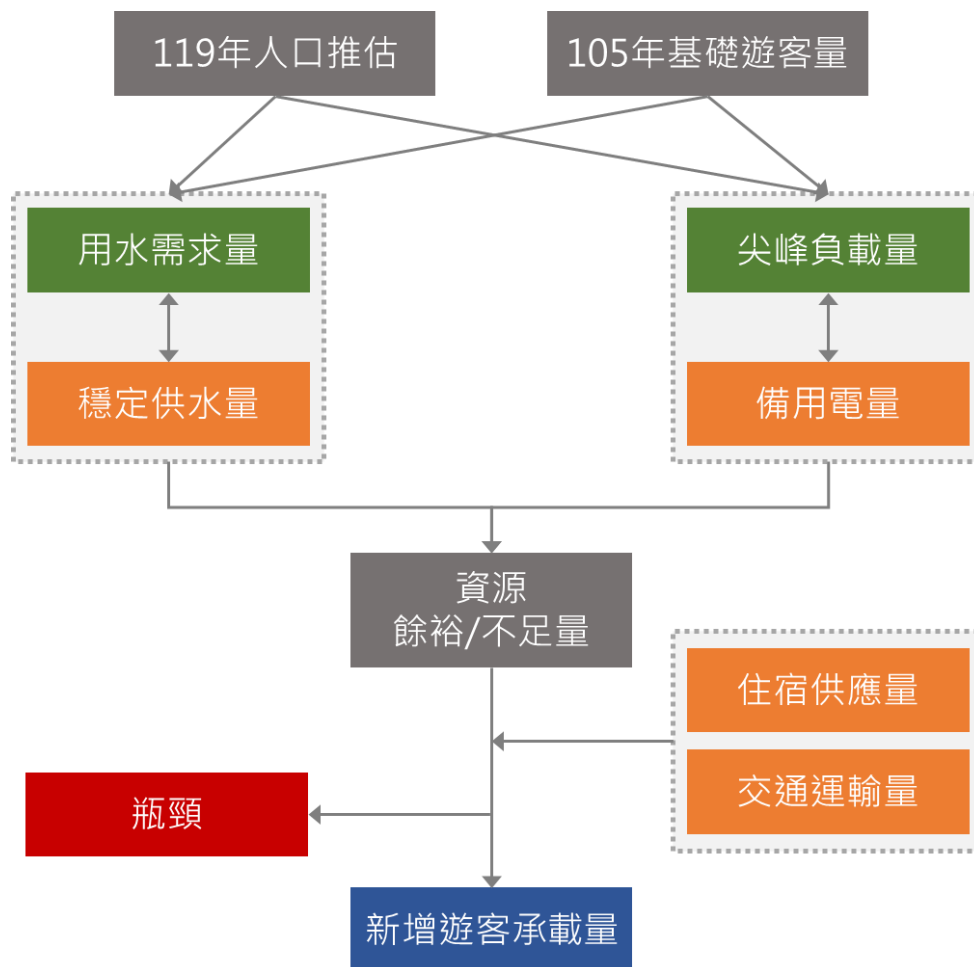 119年人口推估
105年基礎遊客量
用水需求量
尖峰負載量
穩定供水量
備用電量
資源
餘裕/不足量
住宿供應量
交通運輸量
瓶頸
新增遊客承載量